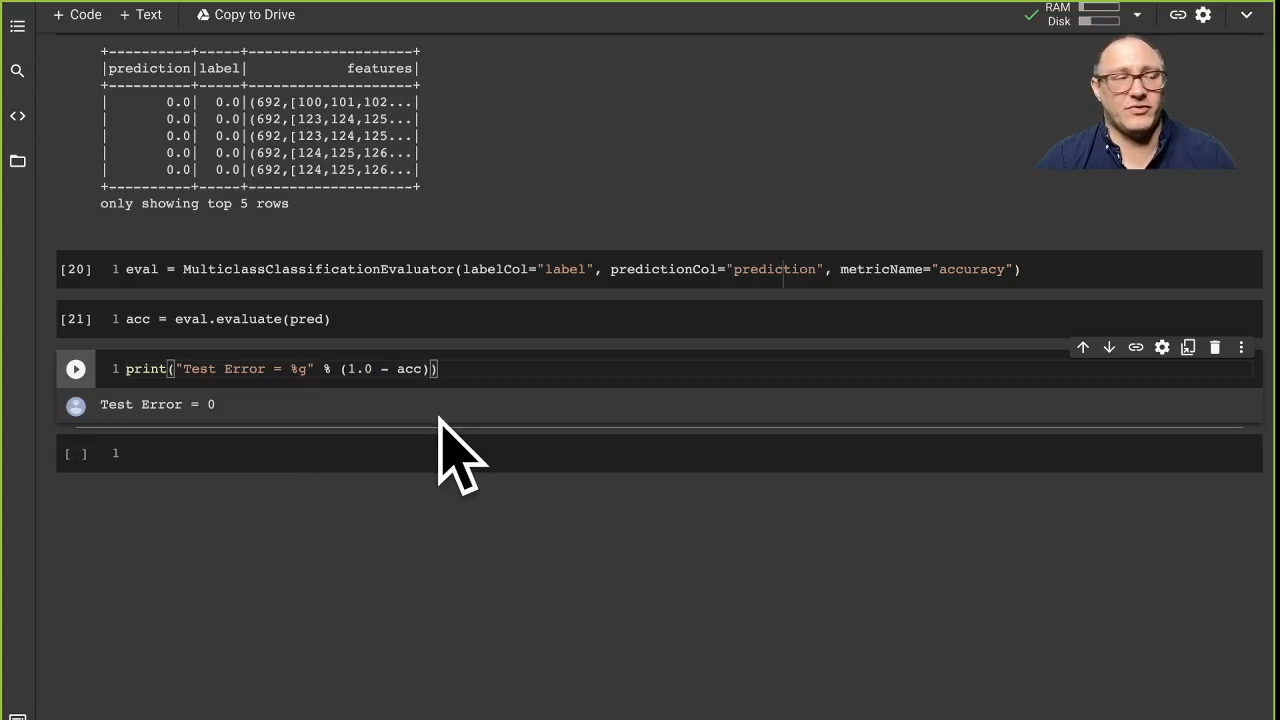 + Code + Text Copy to Drive RAM
Disk
+----------+-----+--------------------+
|prediction|label|            features|
+----------+-----+--------------------+
|       0.0|  0.0|(692,[100,101,102...|
|       0.0|  0.0|(692,[123,124,125...|
|       0.0|  0.0|(692,[123,124,125...|
|       0.0|  0.0|(692,[124,125,126...|
|       0.0|  0.0|(692,[124,125,126...|
+----------+-----+--------------------+
only showing top 5 rows
[20] 1 eval = MulticlassClassificationEvaluator(labelCol="label", predictionCol="prediction", metricName="accuracy")
[21] 1 acc = eval.evaluate(pred)
1 print("Test Error = %g" % (1.0 - acc))
Test Error = 0
[ ] 1